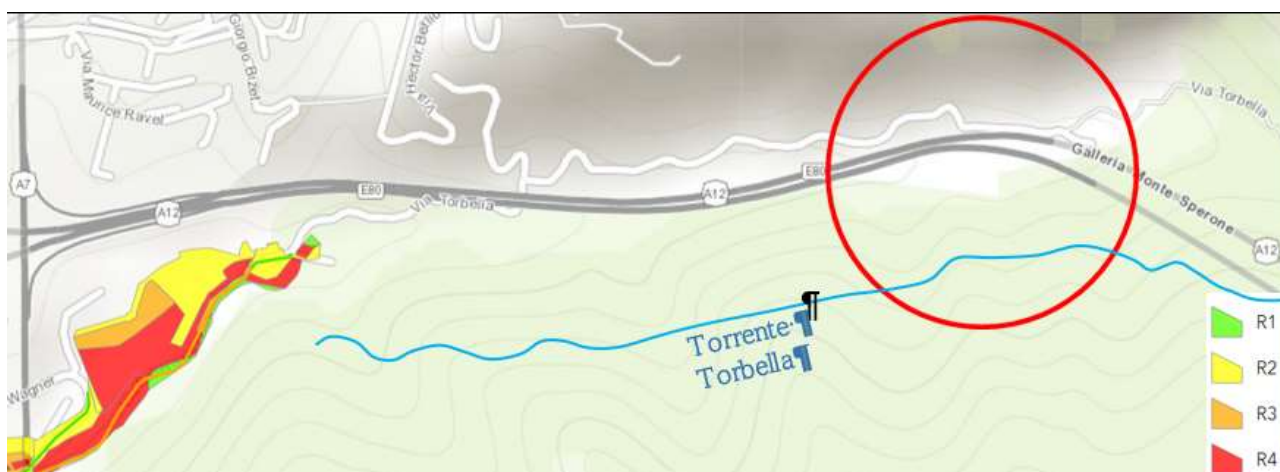 Via Maurice Ravel
Giorgio Bizet
Via
Hector Berlio
Via Torbella
A7
A12
E80
Via Torbella
A12
E80
Galleria Monte Sperone
A12
Torrente·¶
¶
Torbella¶
Wagner
R1
R2
R3
R4